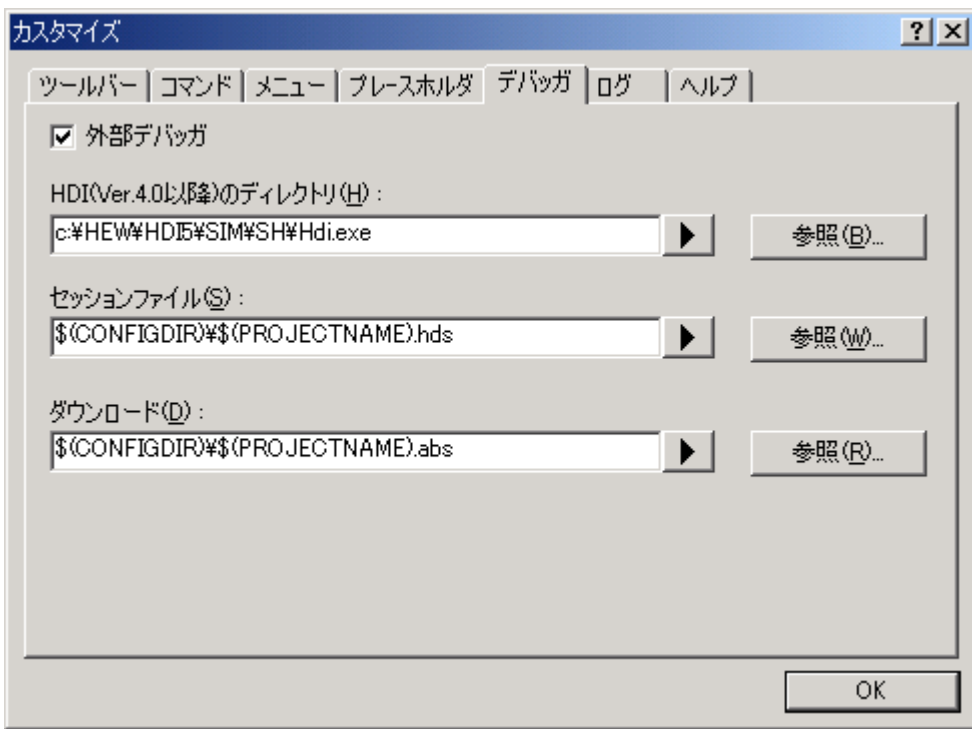 カスタマイズ
ツールバー コマンド メニュー プレースホルダ デバッガ ログ ヘルプ
外部デバッガ
HDI(Ver.4.0以降)のディレクトリ(H) :
c:¥HEW¥HDI5¥SIM¥SH¥Hdi.exe 参照(B)...
セッションファイル(S) :
$(CONFIGDIR)¥$(PROJECTNAME).hds 参照(W)...
ダウンロード(D) :
$(CONFIGDIR)¥$(PROJECTNAME).abs 参照(R)...
OK